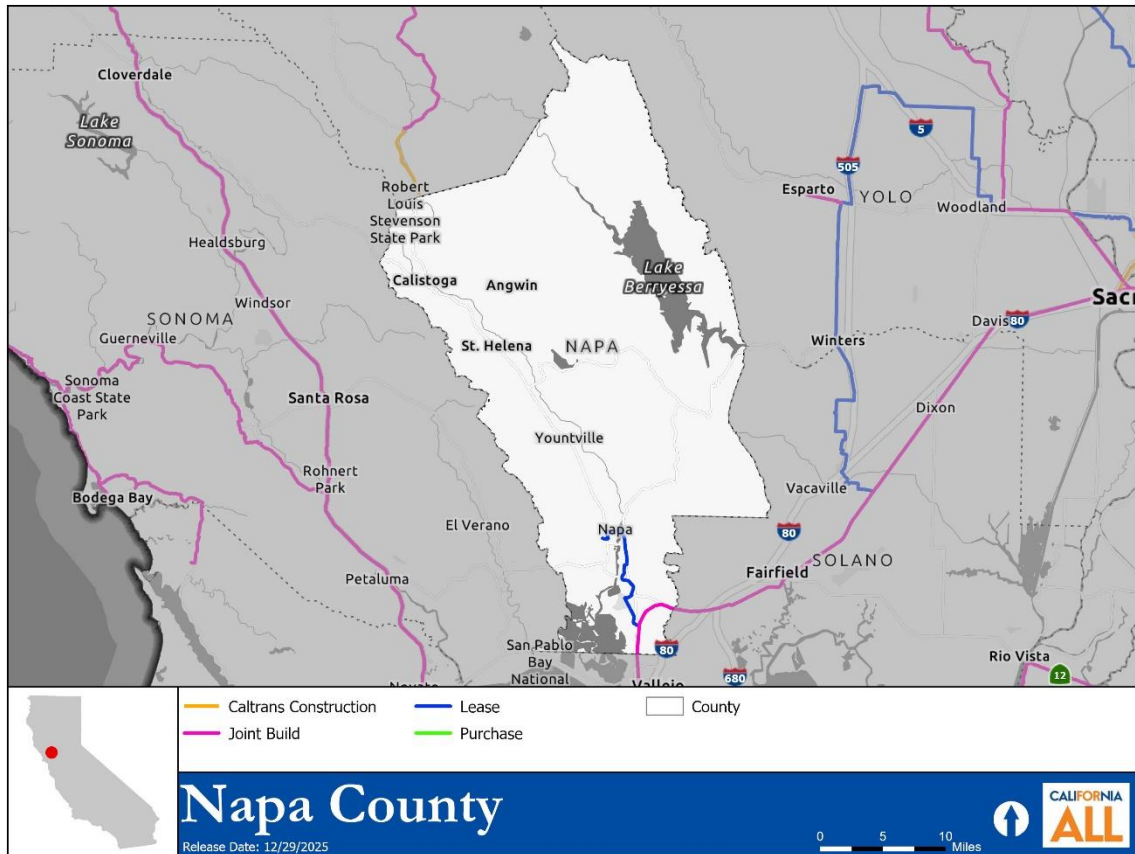 Cloverdale
Lake
Sonoma
Robert
Louis
Stevenson
State Park
Healdsburg
Calistoga
Angwin
Lake
Berryessa
Windsor
SONOMA
Guerneville
St. Helena
NAPA
Sonoma
Coast State
Park
Santa Rosa
Yountville
Rohnert
Park
Bodega Bay
El Verano
Napa
Petaluma
San Pablo
Bay
National
5
505
Esparto
YOLO
Woodland
Winters
Davis
80
Dixon
Vacaville
80
Fairfield
SOLANO
80
680
Rio Vista
12
Caltrans Construction
Joint Build
Lease
Purchase
County
Napa County
Release Date: 12/29/2025
0 5 10
Miles
CALIFORNIA
ALL